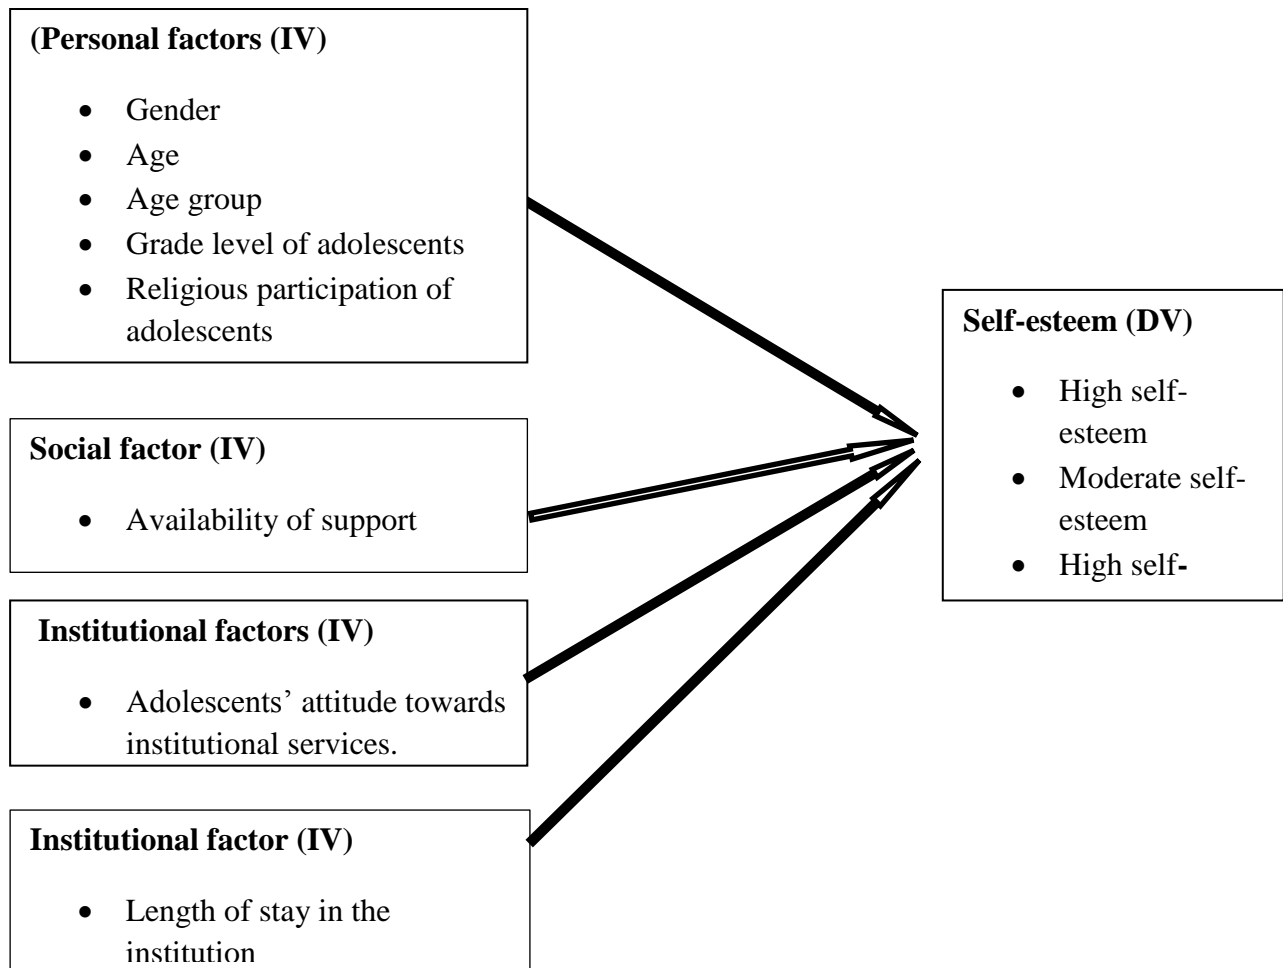 (Personal factors (IV)
• Gender
• Age
• Age group
• Grade level of adolescents
• Religious participation of
adolescents
Social factor (IV)
• Availability of support
Institutional factors (IV)
• Adolescents’ attitude towards
institutional services.
Institutional factor (IV)
• Length of stay in the
institution
Self-esteem (DV)
• High self-
esteem
• Moderate self-
esteem
• High self-